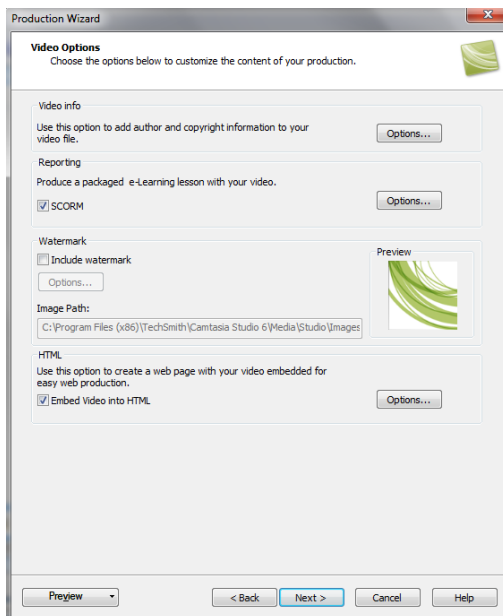 Production Wizard
Video Options
Choose the options below to customize the content of your production.
Video info
Use this option to add author and copyright information to your
video file.
Options...
Reporting
Produce a packaged e-Learning lesson with your video.
SCORM
Options...
Watermark
Include watermark
Options...
Preview
Image Path:
C:\Program Files (x86)\TechSmith\Camtasia Studio 6\Media\Studio\Images
HTML
Use this option to create a web page with your video embedded for
easy web production.
Embed Video into HTML
Options...
Preview
< Back
Next >
Cancel
Help